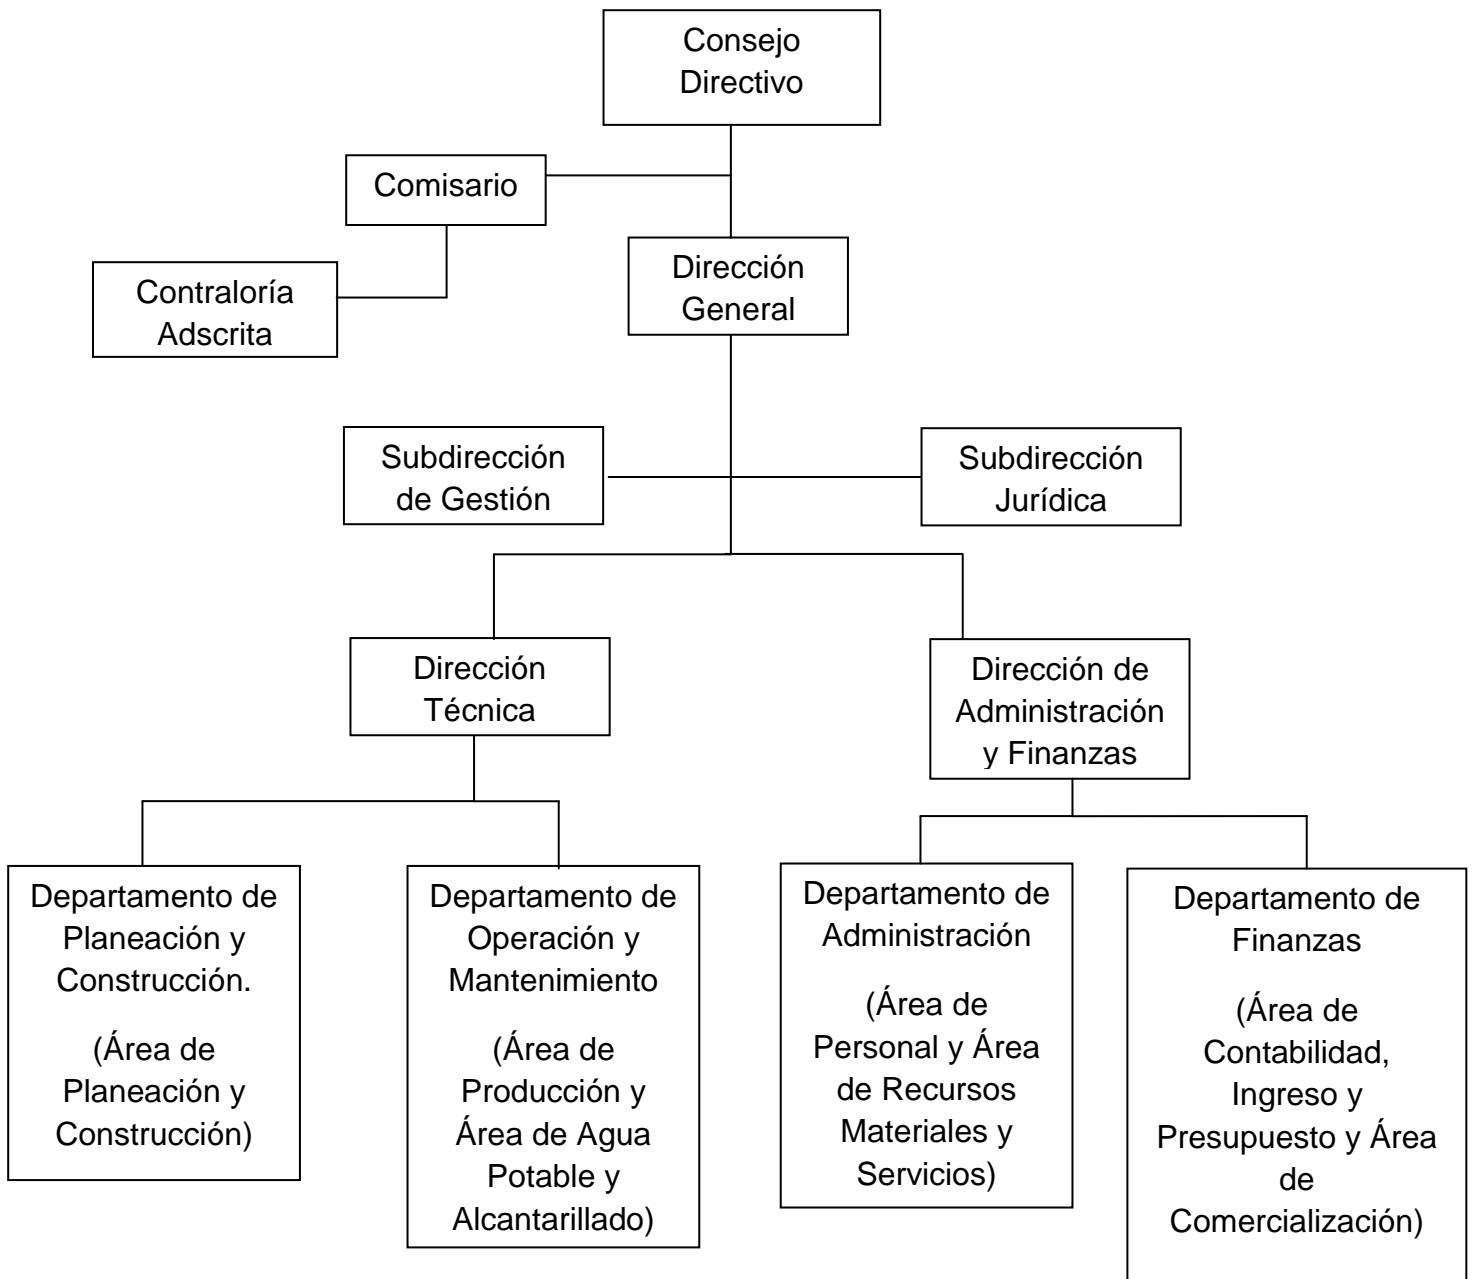 Consejo
Directivo
Comisario
Contraloría
Adscrita
Dirección
General
Subdirección
de Gestión
Subdirección
Jurídica
Dirección
Técnica
Dirección de
Administración
y Finanzas
Departamento de
Planeación y
Construcción.
(Área de
Planeación y
Construcción)
Departamento de
Operación y
Mantenimiento
(Área de
Producción y
Área de Agua
Potable y
Alcantarillado)
Departamento de
Administración
(Área de
Personal y Área
de Recursos
Materiales y
Servicios)
Departamento de
Finanzas
(Área de
Contabilidad,
Ingreso y
Presupuesto y Área
de
Comercialización)